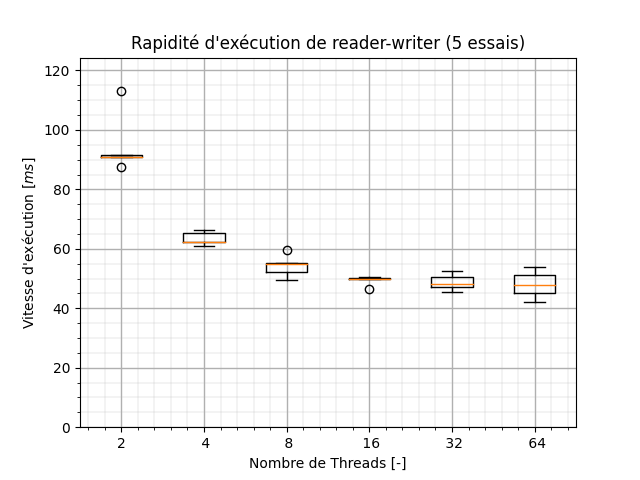 Rapidité d'exécution de reader-writer (5 essais)
120
100
80
60
40
20
0
Vitesse d'exécution [ms]
2 4 8 16 32 64
Nombre de Threads [-]